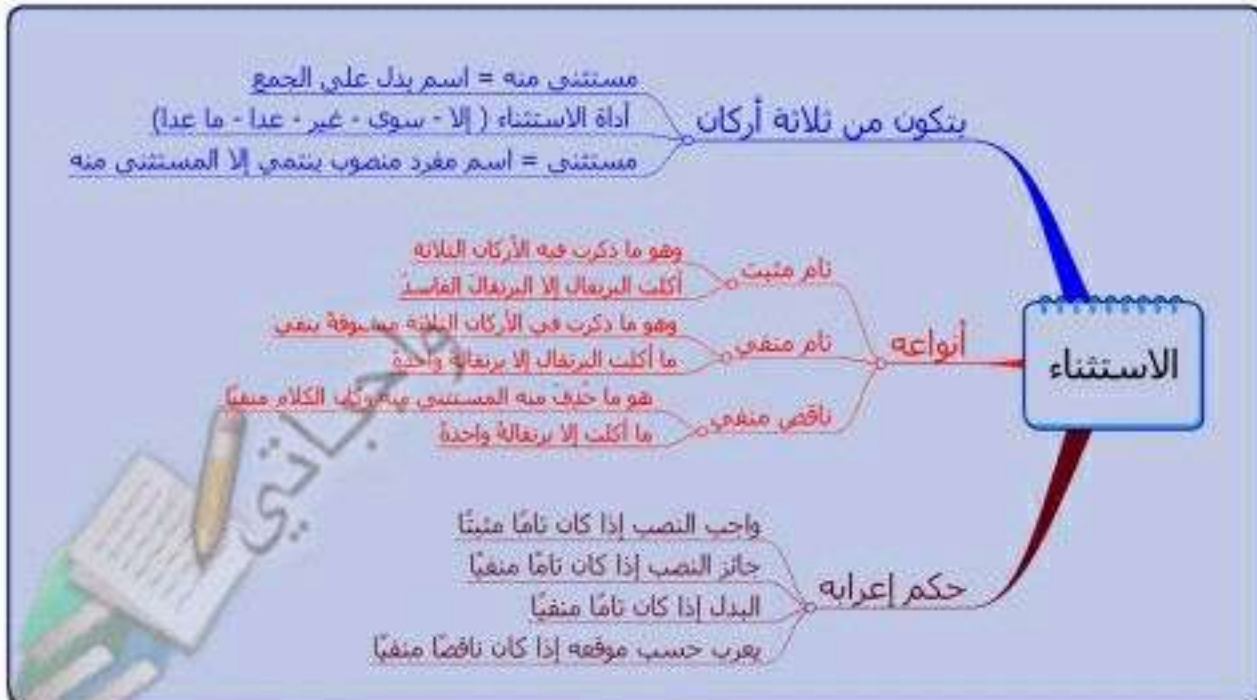 الاستثناء
يتكون من ثلاثة أركان
مستثنى منه = اسم يدل على الجمع
أداة الاستثناء ( إلا - سوى - غير - عدا - ما عدا)
مستثنى = اسم مفرد منصوب ينتمي إلا المستثنى منه
أنواعه
تام مثبت
وهو ما ذكرت فيه الأركان الثلاثة
أكلت البرتقال إلا البرتقالَ الفاسدَ
تام منفي
وهو ما ذكرت في الأركان الثلاثة مسبوقةً بنفي
ما أكلت البرتقال إلا برتقالةً واحدةً
ناقص منفي
هو ما حُذِفَ منه المستثنى منه وكان الكلام منفيًا
ما أكلت إلا برتقالةً واحدةً
حكم إعرابه
واجب النصب إذا كان تامًا مثبتًا
جائز النصب إذا كان تامًا منفيًا
البدل إذا كان تامًا منفيًا
يعرب حسب موقعه إذا كان ناقصًا منفيًا
واجباتي